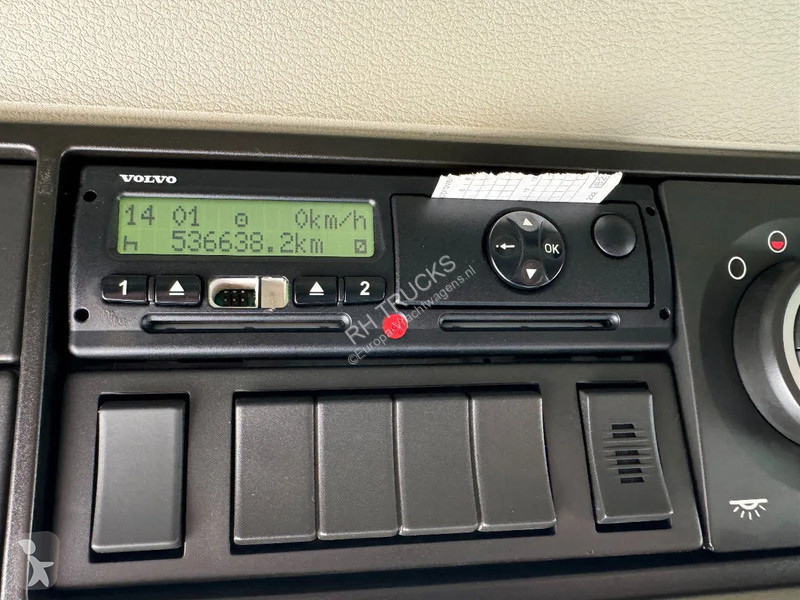 VOLVO
14 01 0km/h
536638.2km
OK
1 2
RH TRUCKS
©Europa-Vrachtwagens.nl